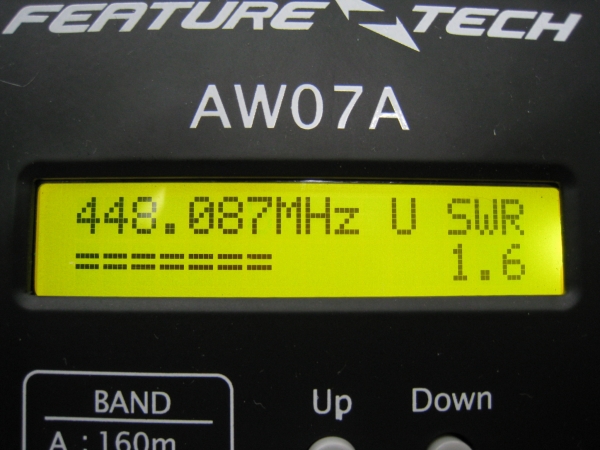 FEATURE TECH
AW07A
448.087MHz U SWR
======= 1.6
BAND
Up Down
A : 160m